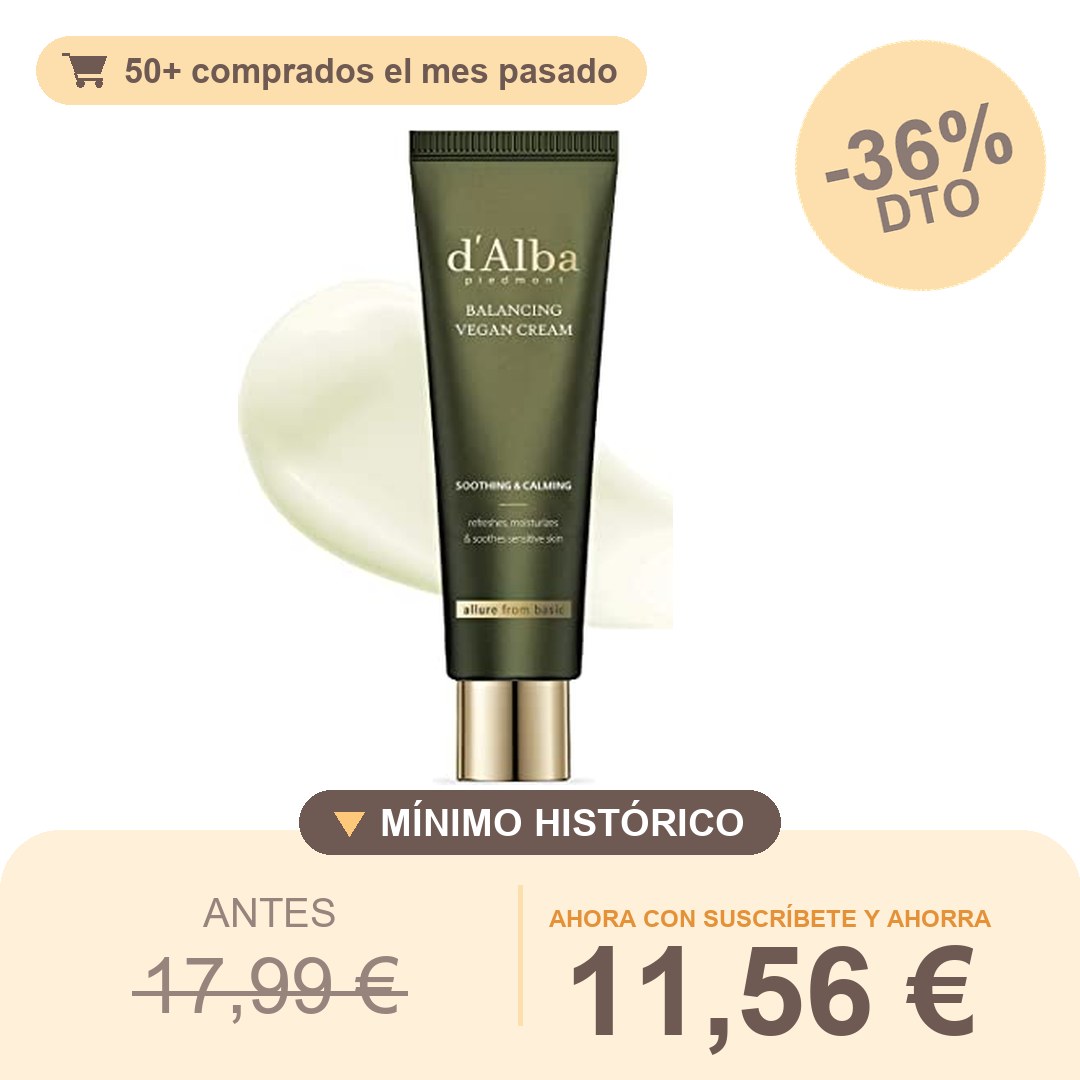 50+ comprados el mes pasado
-36%
DTO
d'Alba
piedmont
BALANCING
VEGAN CREAM
SOOTHING & CALMING
refreshes, moisturizes
& soothes sensitive skin
allure from basic
MÍNIMO HISTÓRICO
ANTES
17,99 €
AHORA CON SUSCRÍBETE Y AHORRA
11,56 €